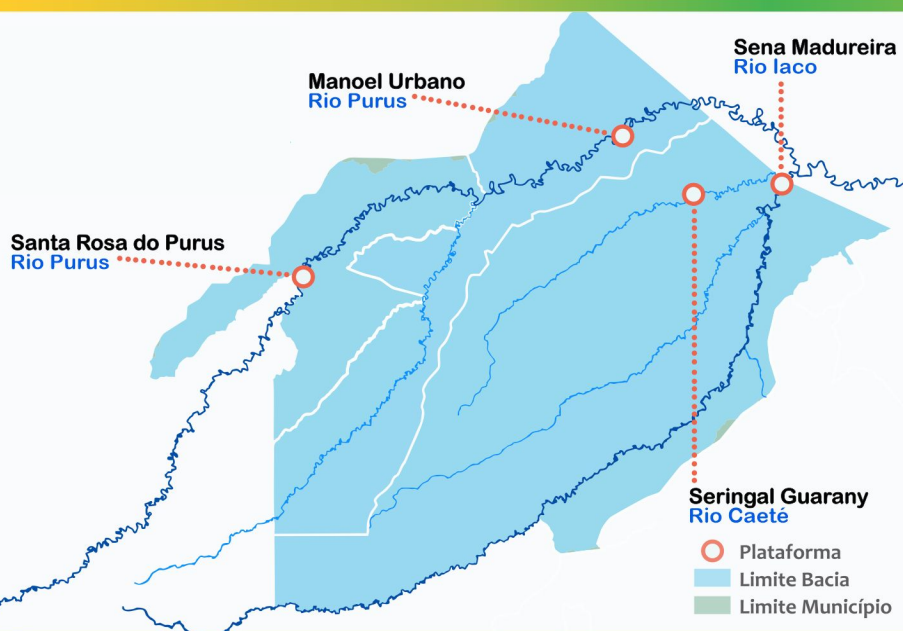 Sena Madureira
Rio Iaco
Manoel Urbano
Rio Purus
Santa Rosa do Purus
Rio Purus
Seringal Guarany
Rio Caeté
Plataforma
Limite Bacia
Limite Município